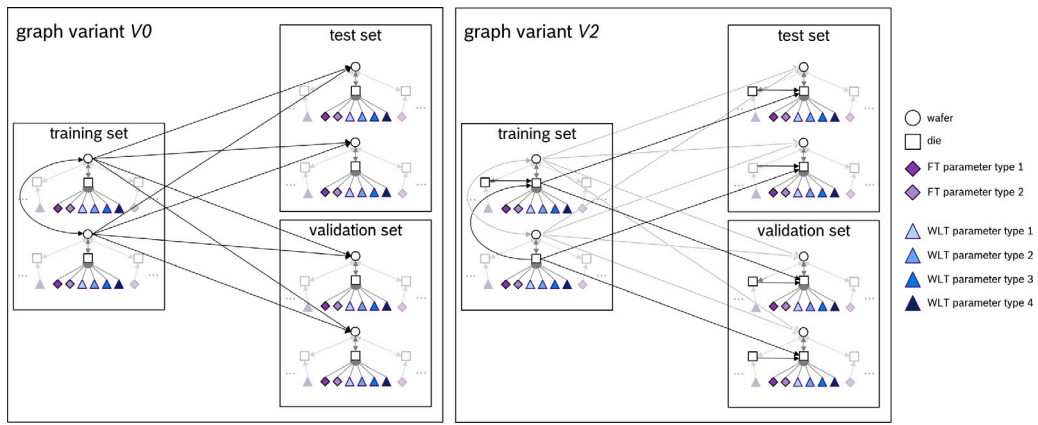 graph variant V0
test set
training set
validation set
graph variant V2
test set
training set
validation set
wafer
die
FT parameter type 1
FT parameter type 2
WLT parameter type 1
WLT parameter type 2
WLT parameter type 3
WLT parameter type 4